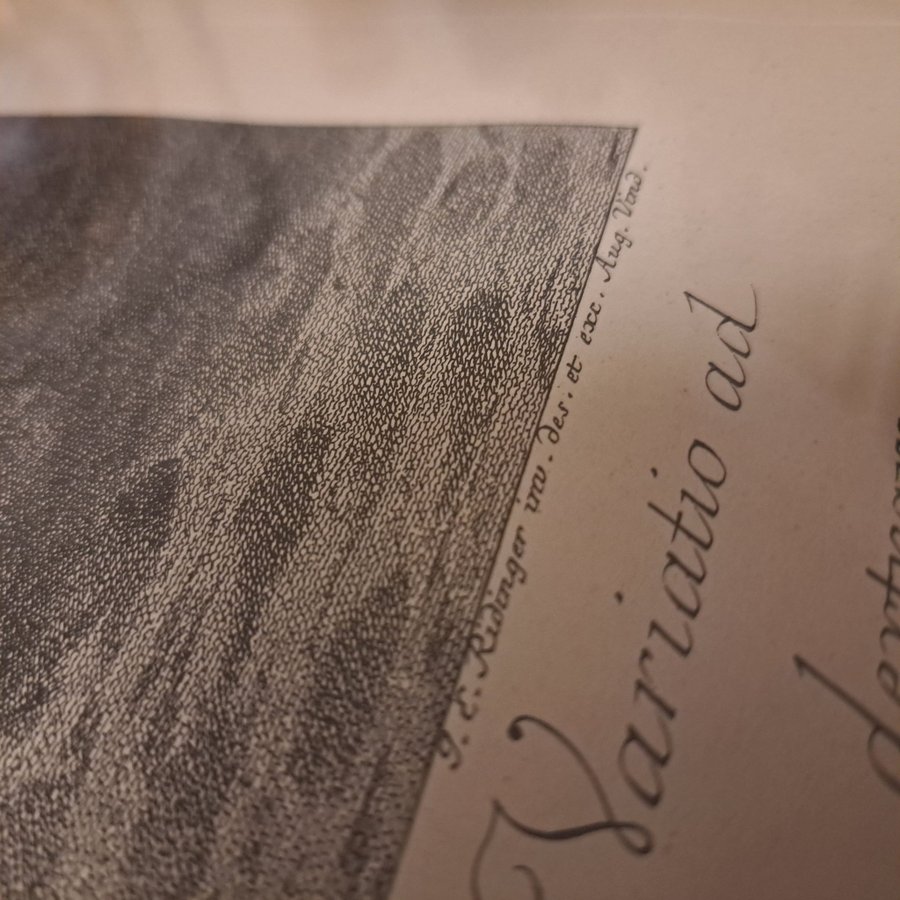 J. E. Ridinger inv. des. et exc. Aug. Vind.
Variatio ad